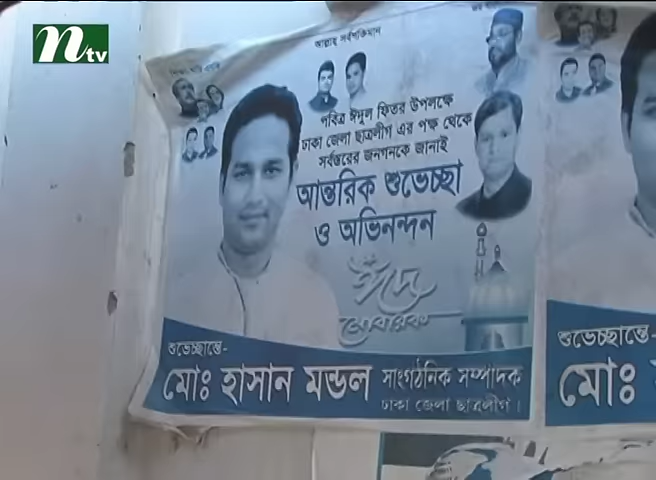 ntv
আল্লাহু সর্বশক্তিমান
পবিত্র ঈদুল ফিতর উপলক্ষে
ঢাকা জেলা ছাত্রলীগ এর পক্ষ থেকে
সর্বস্তরের জনগনকে জানাই
আন্তরিক শুভেচ্ছা
ও অভিনন্দন
ঈদ
মোবারক
শুভেচ্ছান্তে-
মোঃ হাসান মন্ডল সাংগঠনিক সম্পাদক
ঢাকা জেলা ছাত্রলীগ।
শুভেচ্ছান্তে-
মোঃ